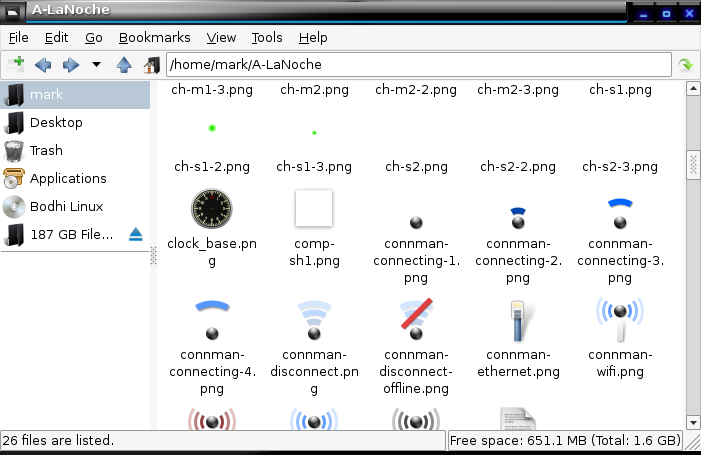 A-LaNoche
File Edit Go Bookmarks View Tools Help
/home/mark/A-LaNoche
mark
Desktop
Trash
Applications
Bodhi Linux
187 GB File...
ch-m1-3.png ch-m2.png ch-m2-2.png ch-m2-3.png ch-s1.png
ch-s1-2.png ch-s1-3.png ch-s2.png ch-s2-2.png ch-s2-3.png
clock_base.pn
g
comp-
sh1.png
connman-
connecting-1.
png
connman-
connecting-2.
png
connman-
connecting-3.
png
connman-
connecting-4.
png
connman-
disconnect.pn
g
connman-
disconnect-
offline.png
connman-
ethernet.png
connman-
wifi.png
26 files are listed.
Free space: 651.1 MB (Total: 1.6 GB)